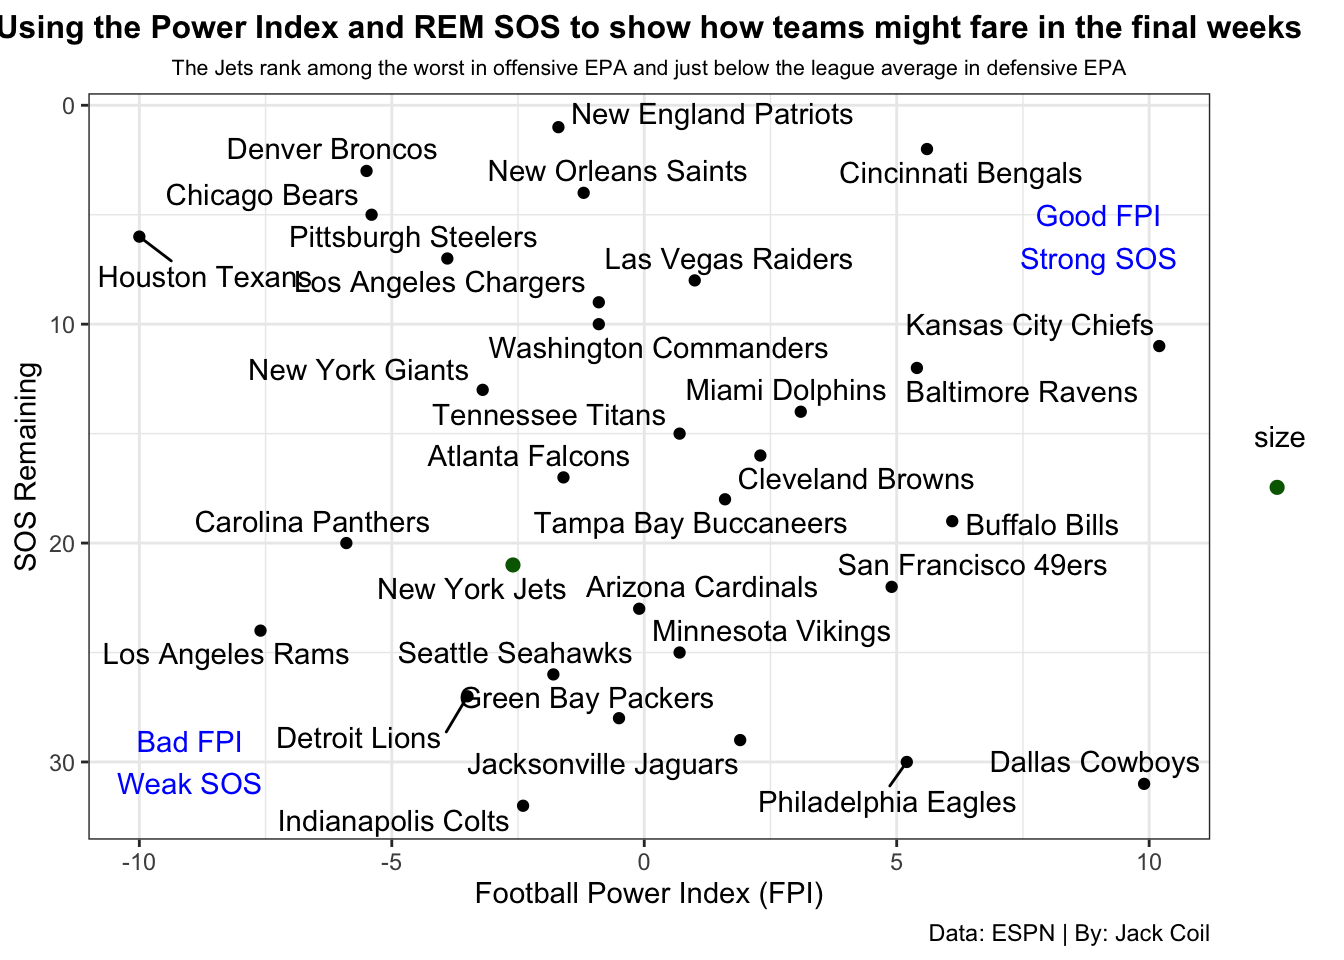 Using the Power Index and REM SOS to show how teams might fare in the final weeks
The Jets rank among the worst in offensive EPA and just below the league average in defensive EPA
0
New England Patriots
Denver Broncos
New Orleans Saints
Cincinnati Bengals
Chicago Bears
Good FPI
Pittsburgh Steelers
Las Vegas Raiders
Strong SOS
Houston Texans
Los Angeles Chargers
10
Kansas City Chiefs
Washington Commanders
New York Giants
Miami Dolphins
Baltimore Ravens
Tennessee Titans
size
Atlanta Falcons
Cleveland Browns
SOS Remaining
Carolina Panthers
Tampa Bay Buccaneers
Buffalo Bills
20
San Francisco 49ers
New York Jets
Arizona Cardinals
Minnesota Vikings
Los Angeles Rams
Seattle Seahawks
Green Bay Packers
Detroit Lions
Bad FPI
Jacksonville Jaguars
30
Dallas Cowboys
Weak SOS
Philadelphia Eagles
Indianapolis Colts
-10
-5
0
5
10
Football Power Index (FPI)
Data: ESPN | By: Jack Coil